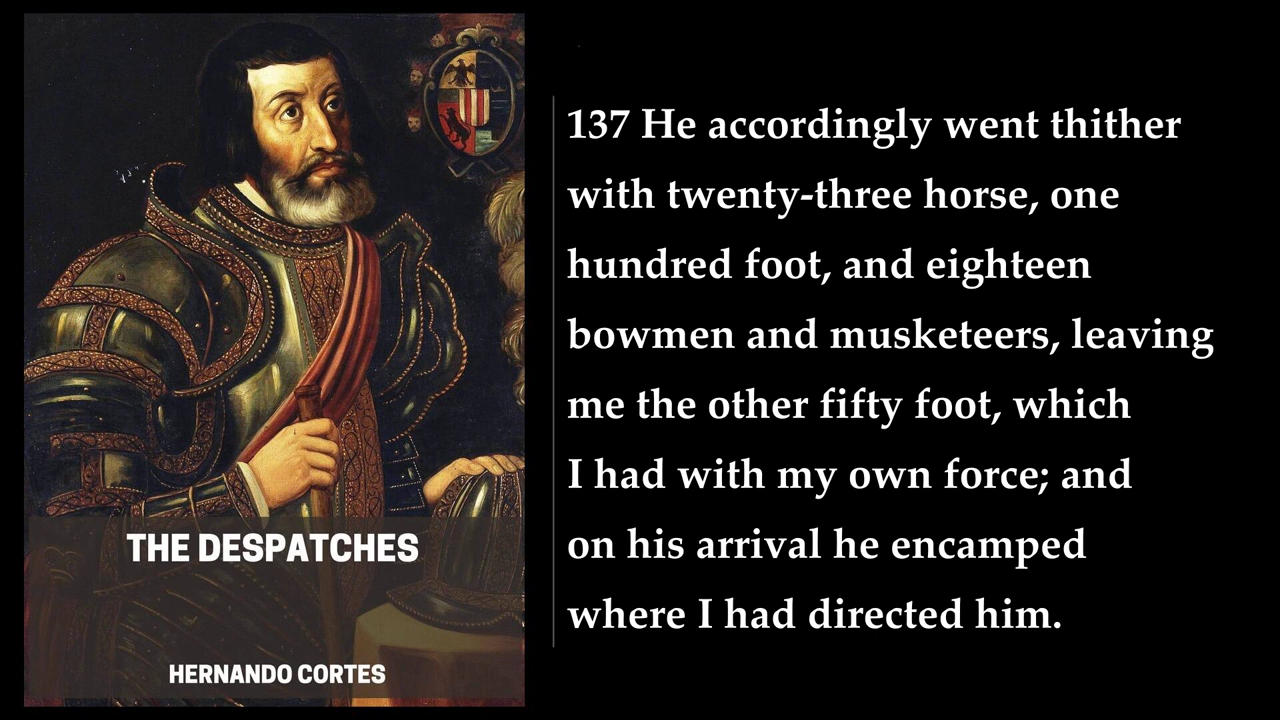 THE DESPATCHES
HERNANDO CORTES
137 He accordingly went thither
with twenty-three horse, one
hundred foot, and eighteen
bowmen and musketeers, leaving
me the other fifty foot, which
I had with my own force; and
on his arrival he encamped
where I had directed him.